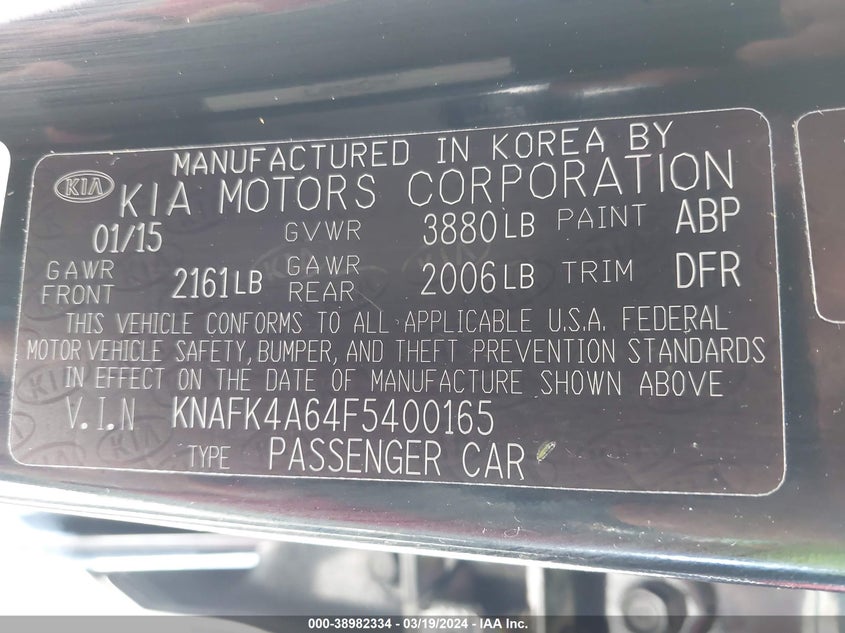 MANUFACTURED IN KOREA BY
KIA KIA MOTORS CORPORATION
01/15 GVWR 3880LB PAINT ABP
GAWR FRONT 2161LB GAWR REAR 2006LB TRIM DFR
THIS VEHICLE CONFORMS TO ALL APPLICABLE U.S.A. FEDERAL
MOTOR VEHICLE SAFETY, BUMPER, AND THEFT PREVENTION STANDARDS
IN EFFECT ON THE DATE OF MANUFACTURE SHOWN ABOVE
V.I.N KNAFK4A64F5400165
TYPE PASSENGER CAR
000-38982334 - 03/19/2024 - IAA Inc.